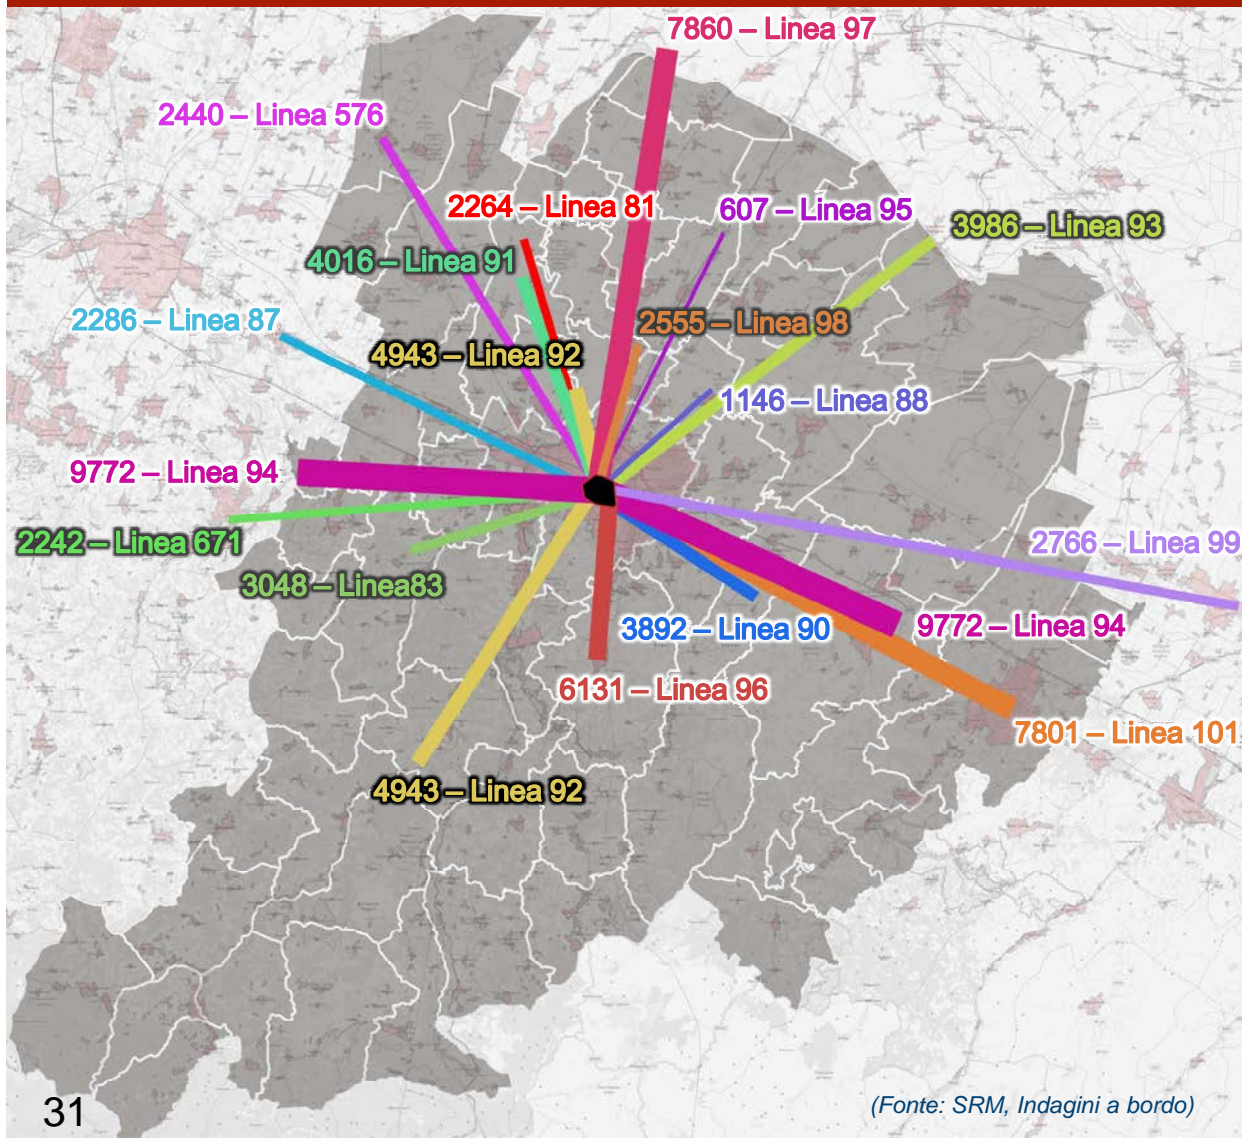 7860 – Linea 97
2440 – Linea 576
2264 – Linea 81
607 – Linea 95
3986 – Linea 93
4016 – Linea 91
2286 – Linea 87
2555 – Linea 98
4943 – Linea 92
1146 – Linea 88
9772 – Linea 94
2242 – Linea 671
2766 – Linea 99
3048 – Linea83
3892 – Linea 90
9772 – Linea 94
6131 – Linea 96
7801 – Linea 101
4943 – Linea 92
31
(Fonte: SRM, Indagini a bordo)